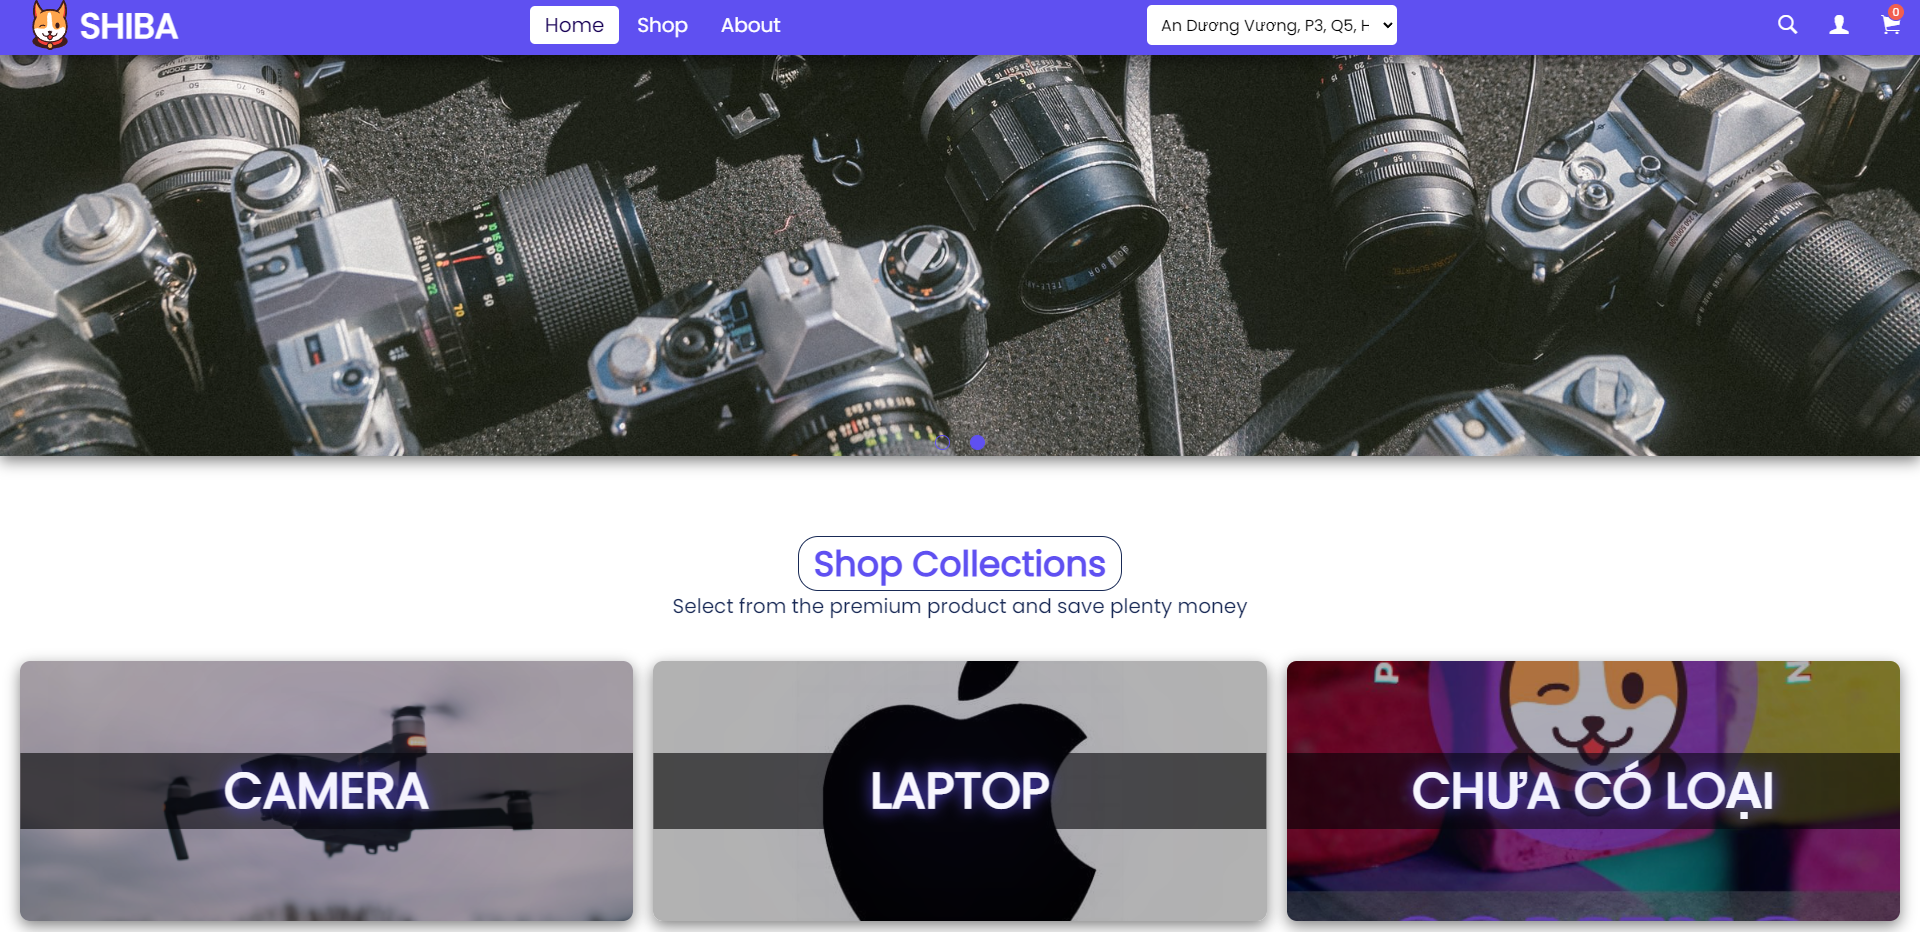 SHIBA
Home
Shop
About
An Dương Vương, P3, Q5, H
0
Shop Collections
Select from the premium product and save plenty money
CAMERA
LAPTOP
CHƯA CÓ LOẠI